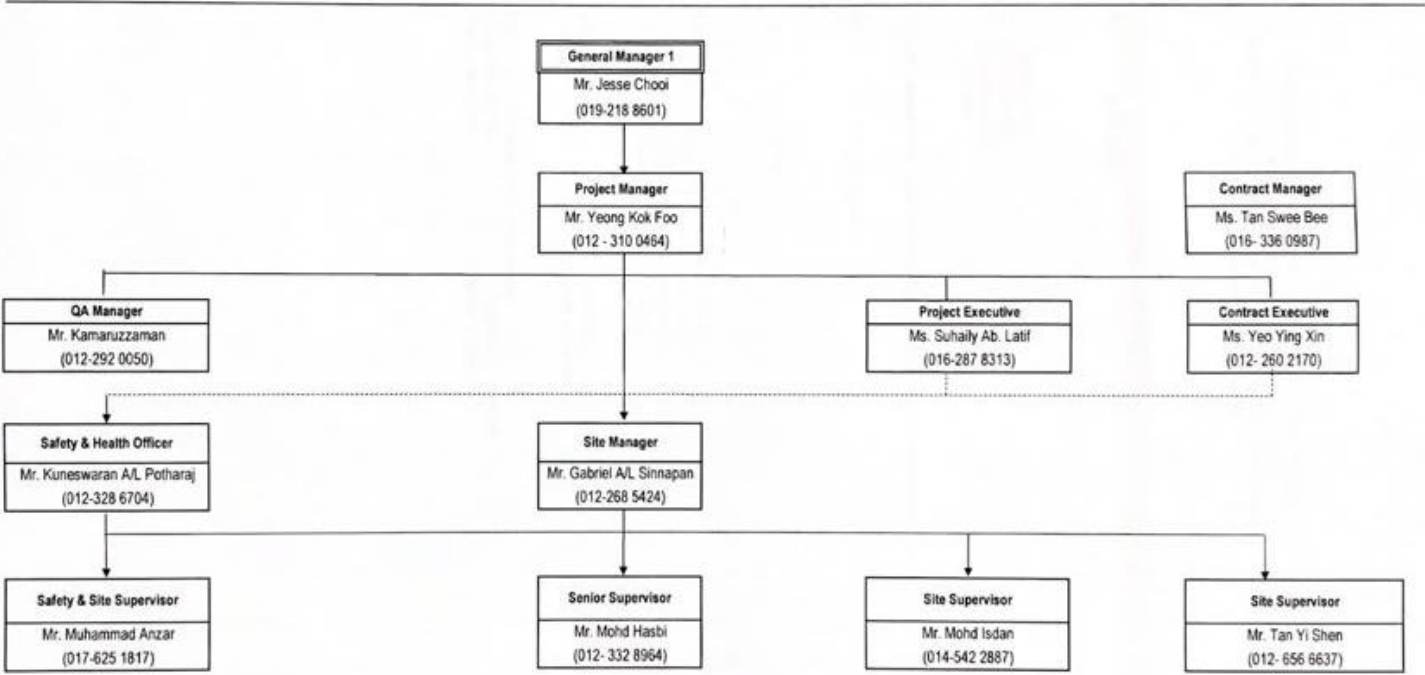 General Manager 1
Mr. Jesse Chooi
(019-218 8601)
Project Manager
Mr. Yeong Kok Foo
(012 - 310 0464)
Contract Manager
Ms. Tan Swee Bee
(016- 336 0987)
QA Manager
Mr. Kamaruzzaman
(012-292 0050)
Project Executive
Ms. Suhaily Ab. Latif
(016-287 8313)
Contract Executive
Ms. Yeo Ying Xin
(012- 260 2170)
Safety & Health Officer
Mr. Kuneswaran A/L Potharaj
(012-328 6704)
Site Manager
Mr. Gabriel A/L Sinnapan
(012-268 5424)
Safety & Site Supervisor
Mr. Muhammad Anzar
(017-625 1817)
Senior Supervisor
Mr. Mohd Hasbi
(012- 332 8964)
Site Supervisor
Mr. Mohd Isdan
(014-542 2887)
Site Supervisor
Mr. Tan Yi Shen
(012- 656 6637)